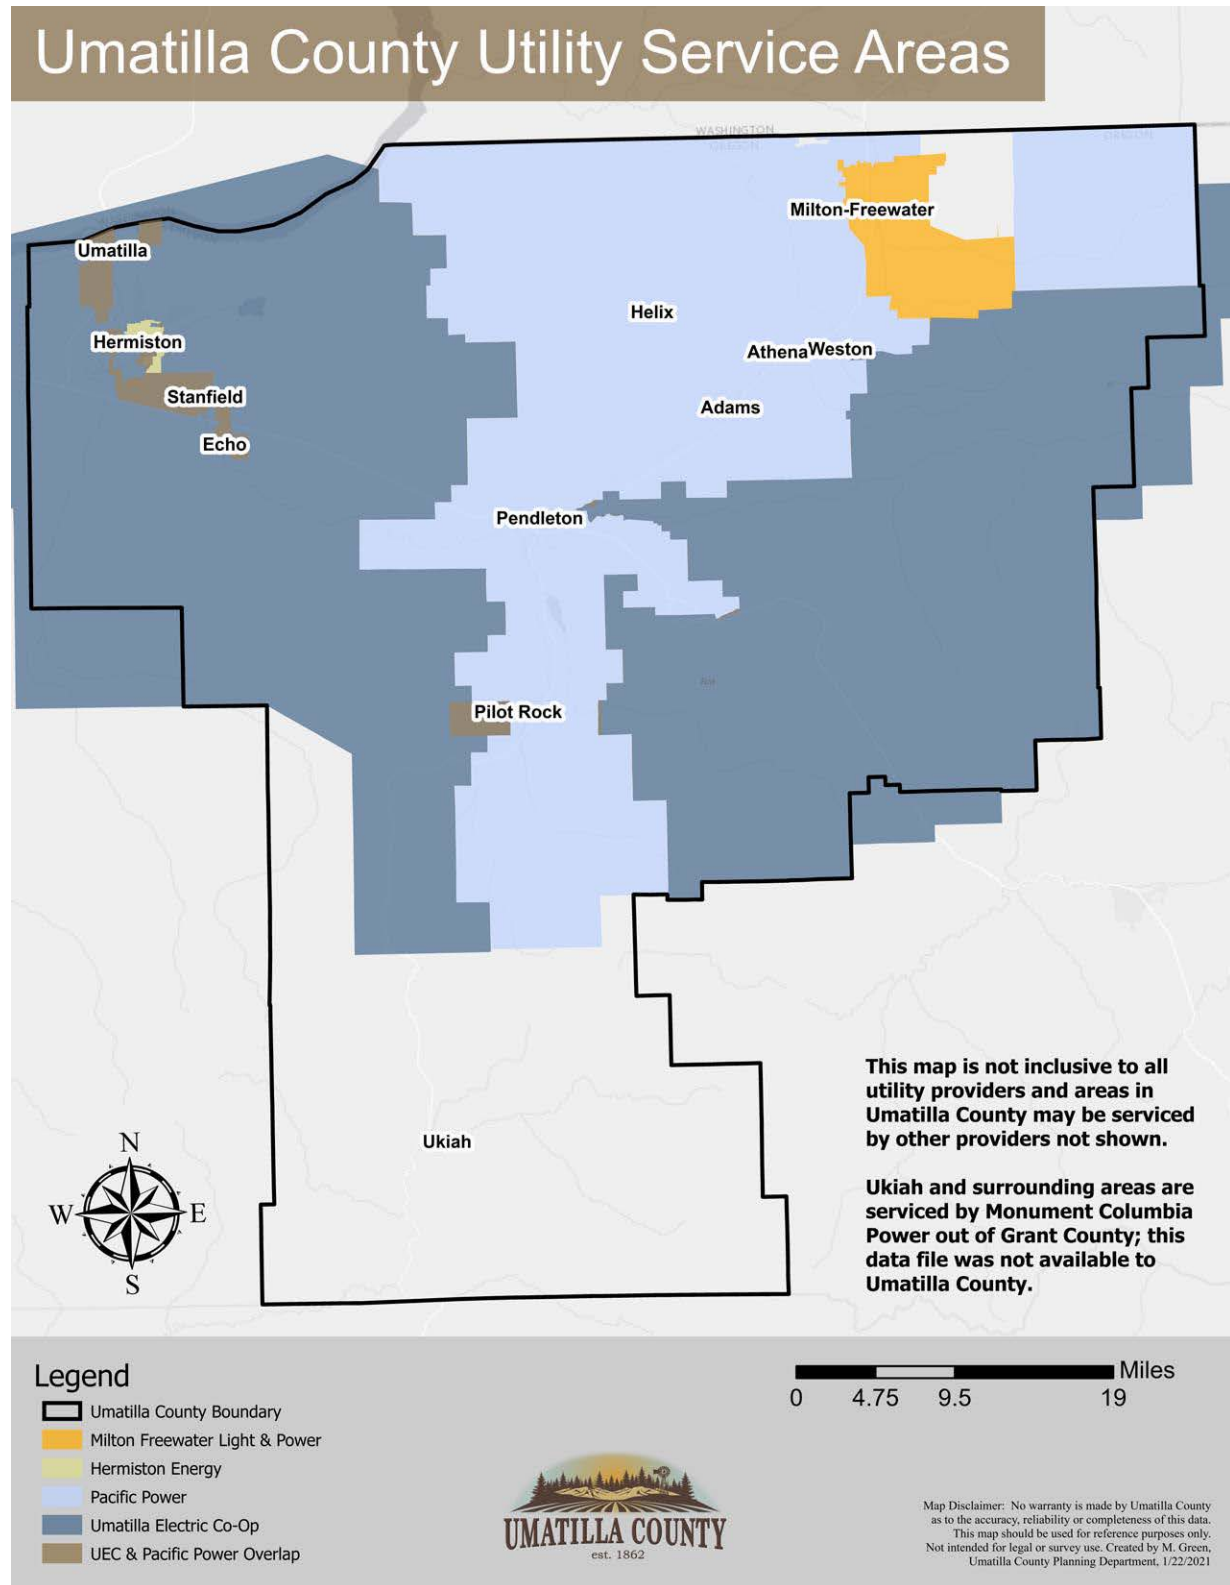 Umatilla County Utility Service Areas
WASHINGTON
OREGON
OREGON
Milton-Freewater
Umatilla
Helix
Hermiston
AthenaWeston
Stanfield
Adams
Echo
Pendleton
Pilot Rock
Ukiah
This map is not inclusive to all
utility providers and areas in
Umatilla County may be serviced
by other providers not shown.
Ukiah and surrounding areas are
serviced by Monument Columbia
Power out of Grant County; this
data file was not available to
Umatilla County.
N
W
E
S
Legend
Umatilla County Boundary
Milton Freewater Light & Power
Hermiston Energy
Pacific Power
Umatilla Electric Co-Op
UEC & Pacific Power Overlap
Miles
0 4.75 9.5 19
UMATILLA COUNTY
est. 1862
Map Disclaimer: No warranty is made by Umatilla County
as to the accuracy, reliability or completeness of this data.
This map should be used for reference purposes only.
Not intended for legal or survey use. Created by M. Green,
Umatilla County Planning Department, 1/22/2021